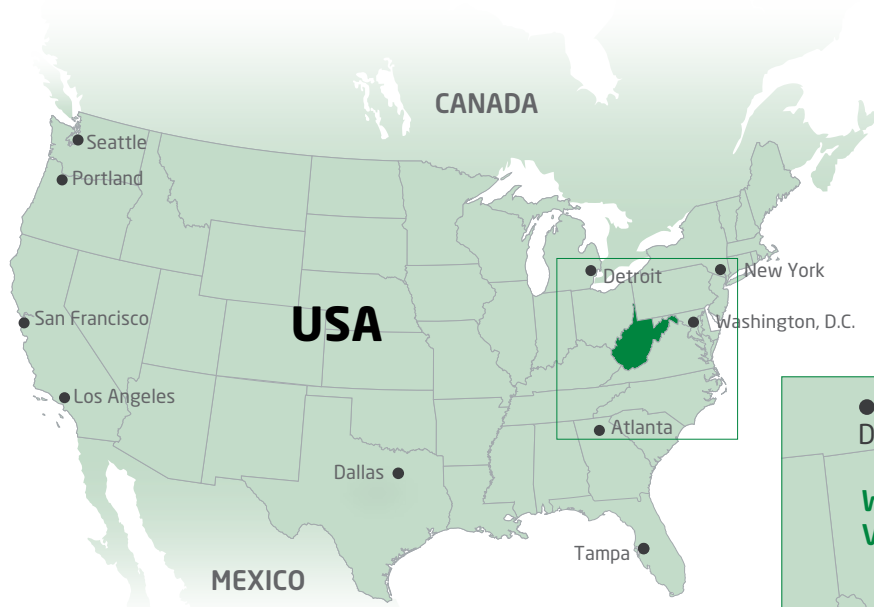 CANADA
Seattle
Portland
Detroit
New York
San Francisco
USA
Washington, D.C.
Los Angeles
Atlanta
Dallas
Tampa
MEXICO